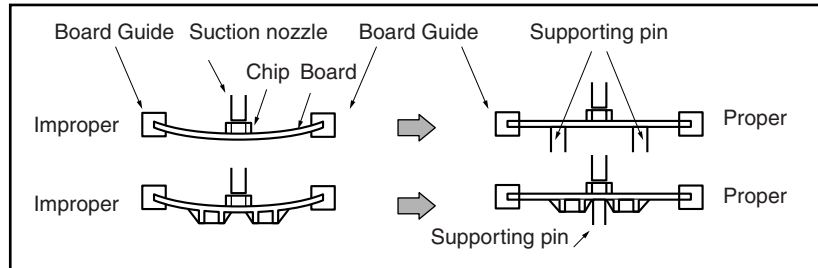 Board Guide Suction nozzle Board Guide Supporting pin
Chip Board
Improper Proper
Improper Proper
Supporting pin